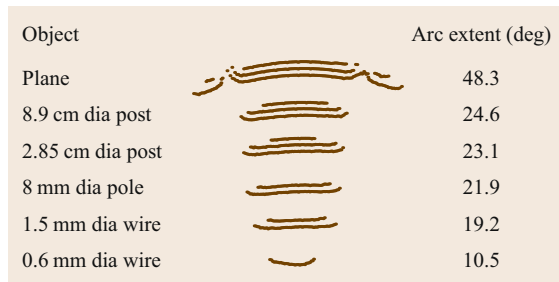 Object Arc extent (deg)
Plane 48.3
8.9 cm dia post 24.6
2.85 cm dia post 23.1
8 mm dia pole 21.9
1.5 mm dia wire 19.2
0.6 mm dia wire 10.5